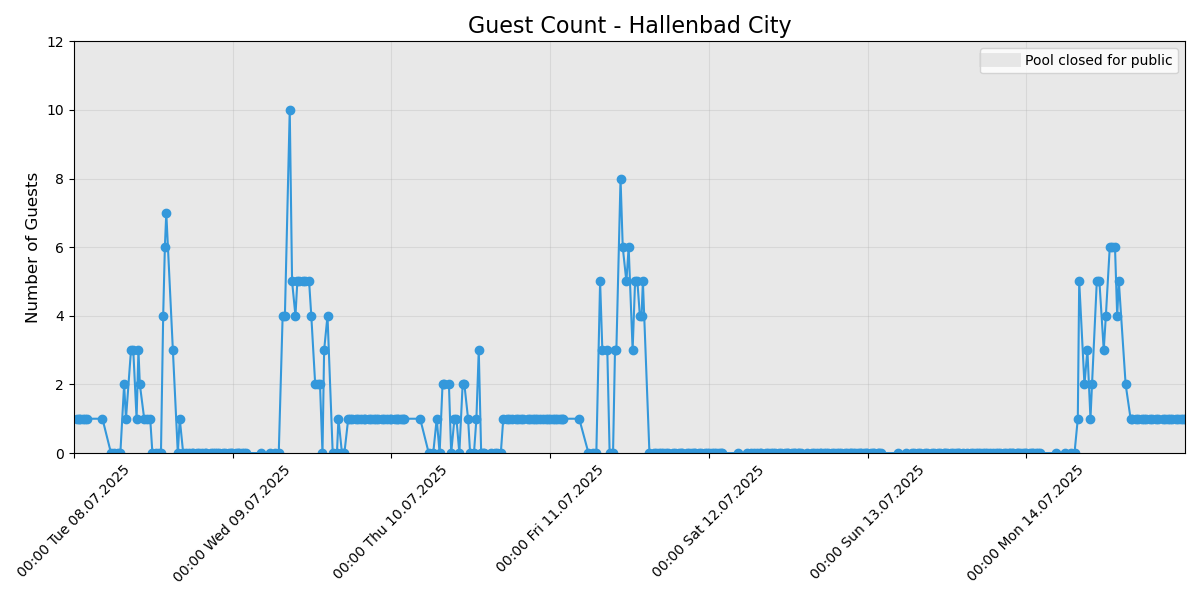 Guest Count - Hallenbad City
Pool closed for public
Number of Guests
12
10
8
6
4
2
0
00:00 Tue 08.07.2025
00:00 Wed 09.07.2025
00:00 Thu 10.07.2025
00:00 Fri 11.07.2025
00:00 Sat 12.07.2025
00:00 Sun 13.07.2025
00:00 Mon 14.07.2025